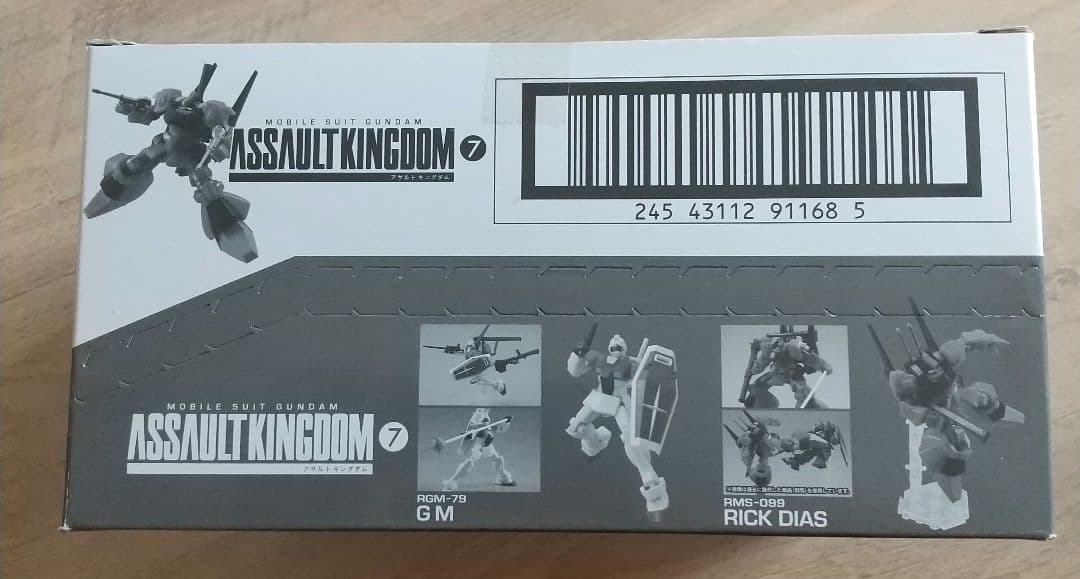 MOBILE SUIT GUNDAM
ASSAULT KINGDOM 7
アサルトキングダム
245 43112 91168 5
MOBILE SUIT GUNDAM
ASSAULT KINGDOM 7
アサルトキングダム
RGM-79
GM
RMS-099
RICK DIAS